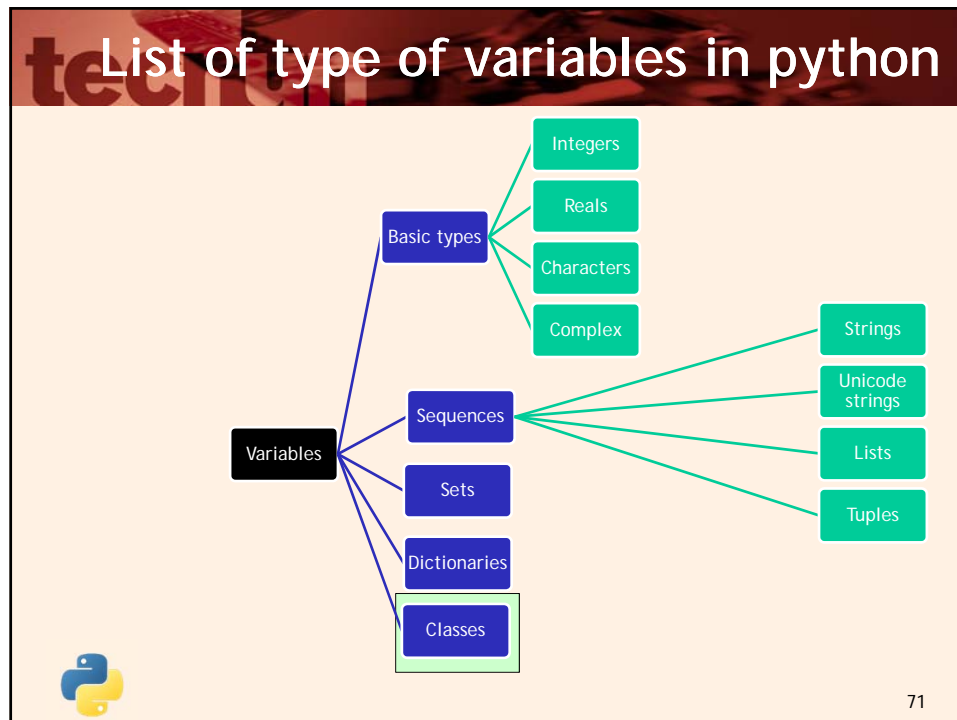 List of type of variables in python
Integers
Reals
Basic types
Characters
Complex
Strings
Unicode
strings
Sequences
Variables
Lists
Sets
Tuples
Dictionaries
Classes
71